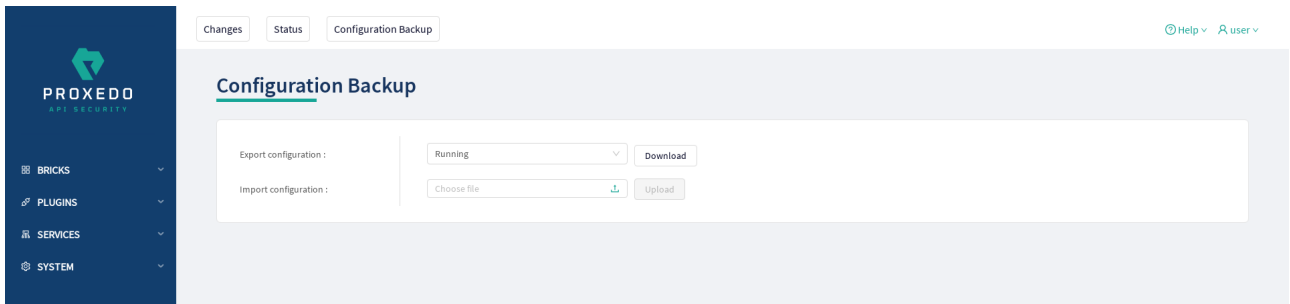 Changes Status Configuration Backup
Help user
PROXEDO
API SECURITY
Configuration Backup
Export configuration : Running Download
Import configuration : Choose file Upload
BRICKS
PLUGINS
SERVICES
SYSTEM